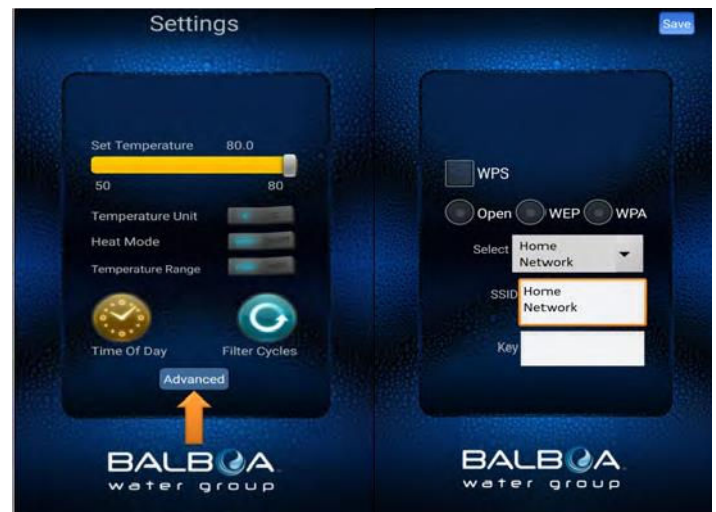 Settings
Set Temperature 80.0
50 80
Temperature Unit
Heat Mode
Temperature Range
Time Of Day Filter Cycles
Advanced
BALBOA
water group
Save
WPS
Open WEP WPA
Select Home
Network
SSID Home
Network
Key
BALBOA
water group